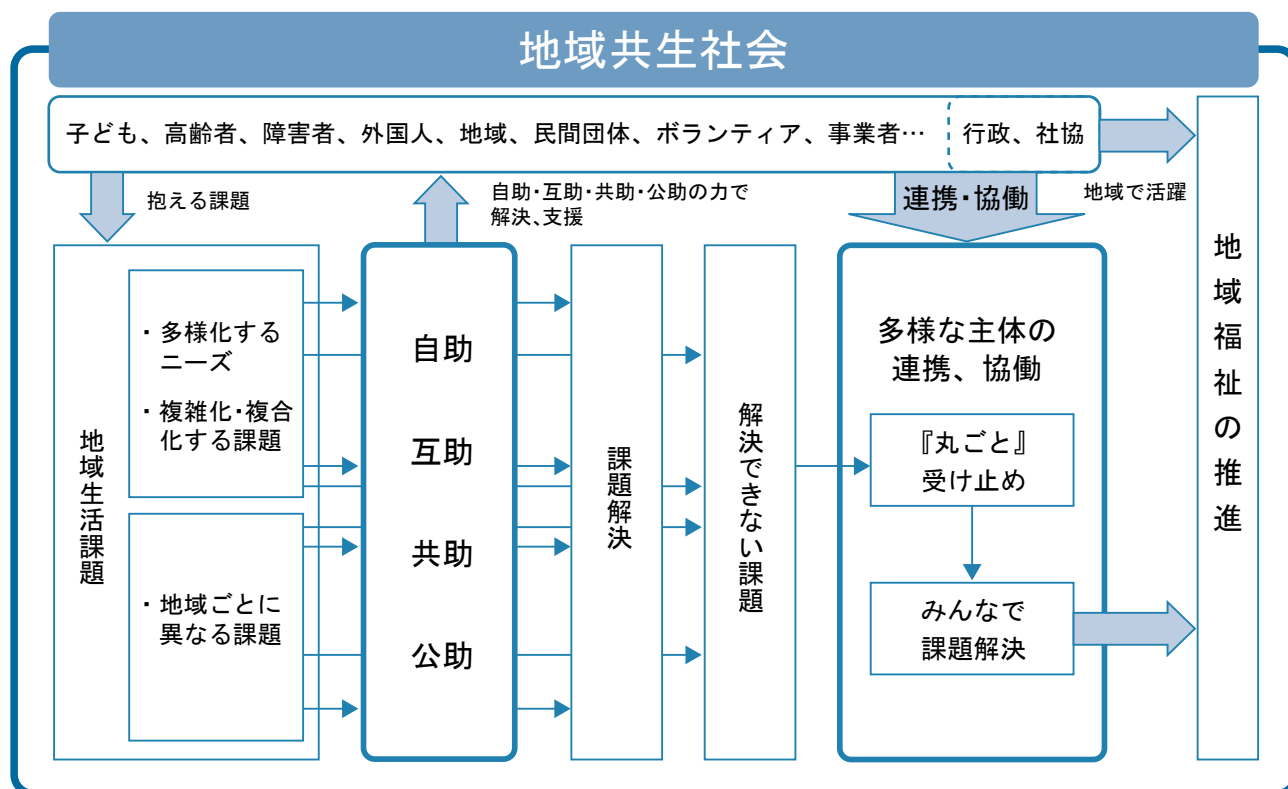 地域共生社会
子ども、高齢者、障害者、外国人、地域、民間団体、ボランティア、事業者…
行政、社協
抱える課題
自助・互助・共助・公助の力で
解決、支援
連携・協働
地域で活躍
地域生活課題
・多様化する
ニーズ
・複雑化・複合
化する課題
・地域ごとに
異なる課題
自助
互助
共助
公助
課題解決
解決できない課題
多様な主体の
連携、協働
『丸ごと』
受け止め
みんなで
課題解決
地域福祉の推進